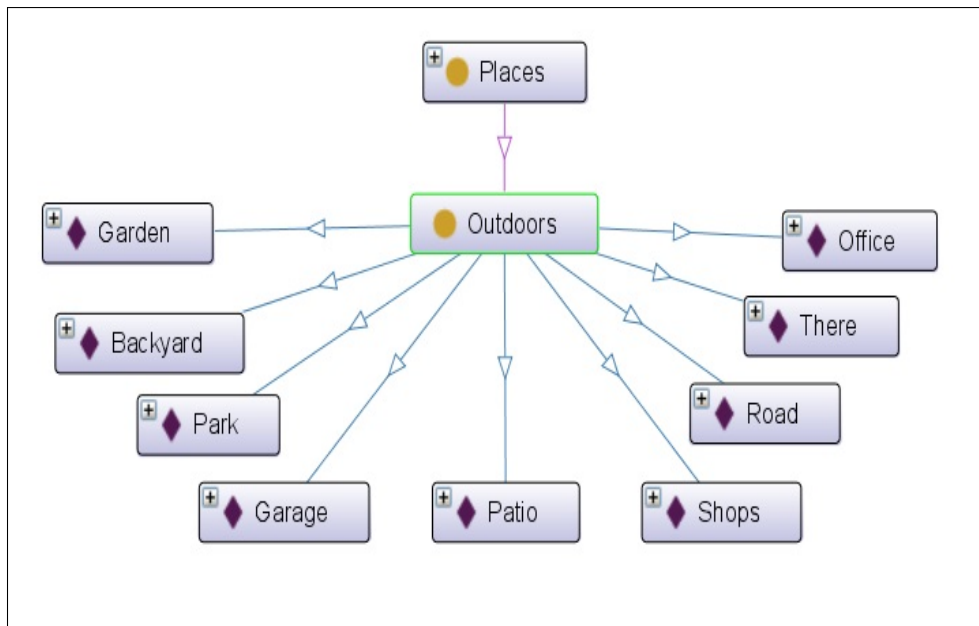 Places
Outdoors
Garden
Office
Backyard
There
Park
Road
Garage
Patio
Shops